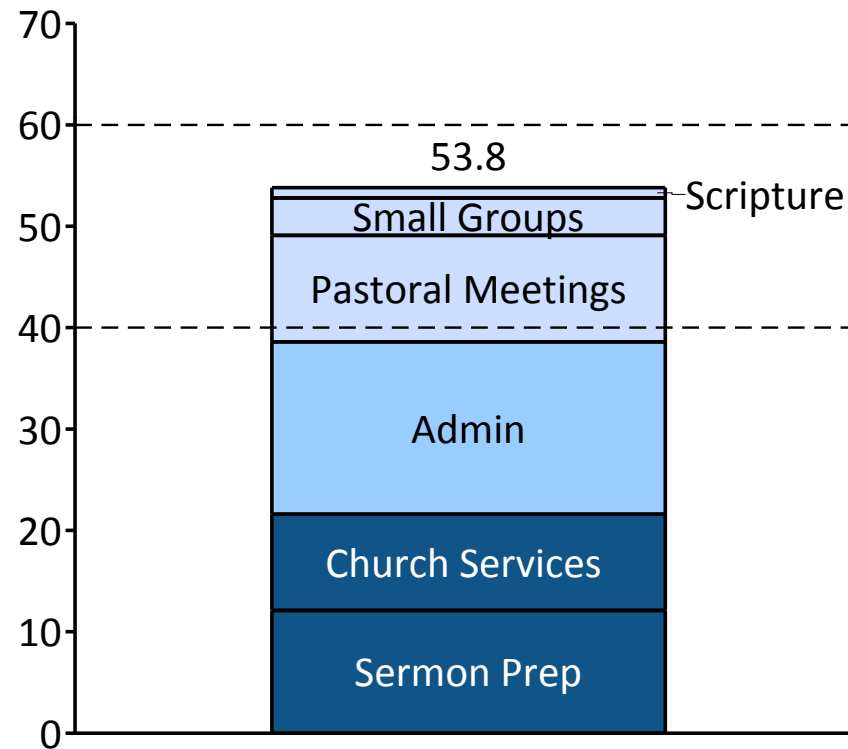 70
60
53.8
Scripture
50
Small Groups
Pastoral Meetings
40
30
Admin
20
Church Services
10
Sermon Prep
0